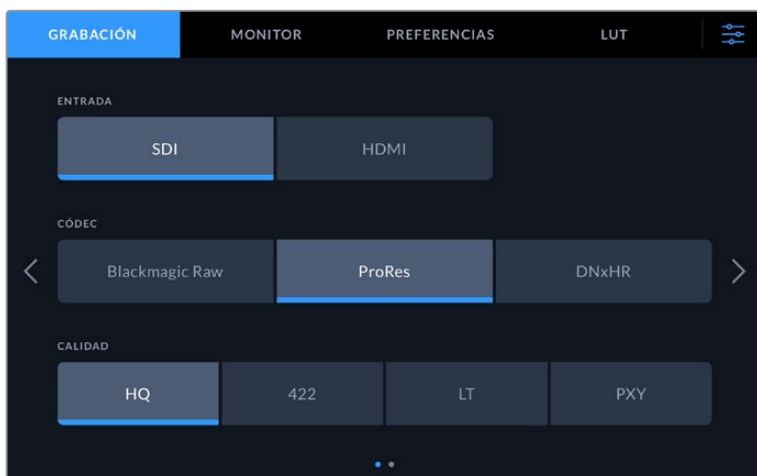 GRABACIÓN MONITOR PREFERENCIAS LUT
ENTRADA
SDI HDMI
CÓDEC
Blackmagic Raw ProRes DNxHR
CALIDAD
HQ 422 LT PXY